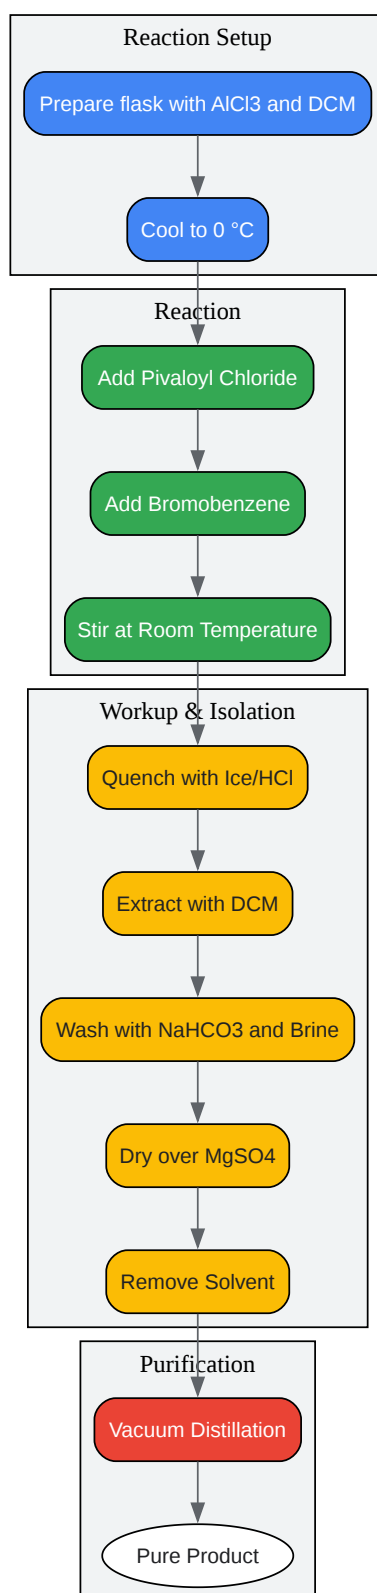 Reaction Setup
Prepare flask with AlCl3 and DCM
Cool to 0 °C
Reaction
Add Pivaloyl Chloride
Add Bromobenzene
Stir at Room Temperature
Workup & Isolation
Quench with Ice/HCl
Extract with DCM
Wash with NaHCO3 and Brine
Dry over MgSO4
Remove Solvent
Purification
Vacuum Distillation
Pure Product